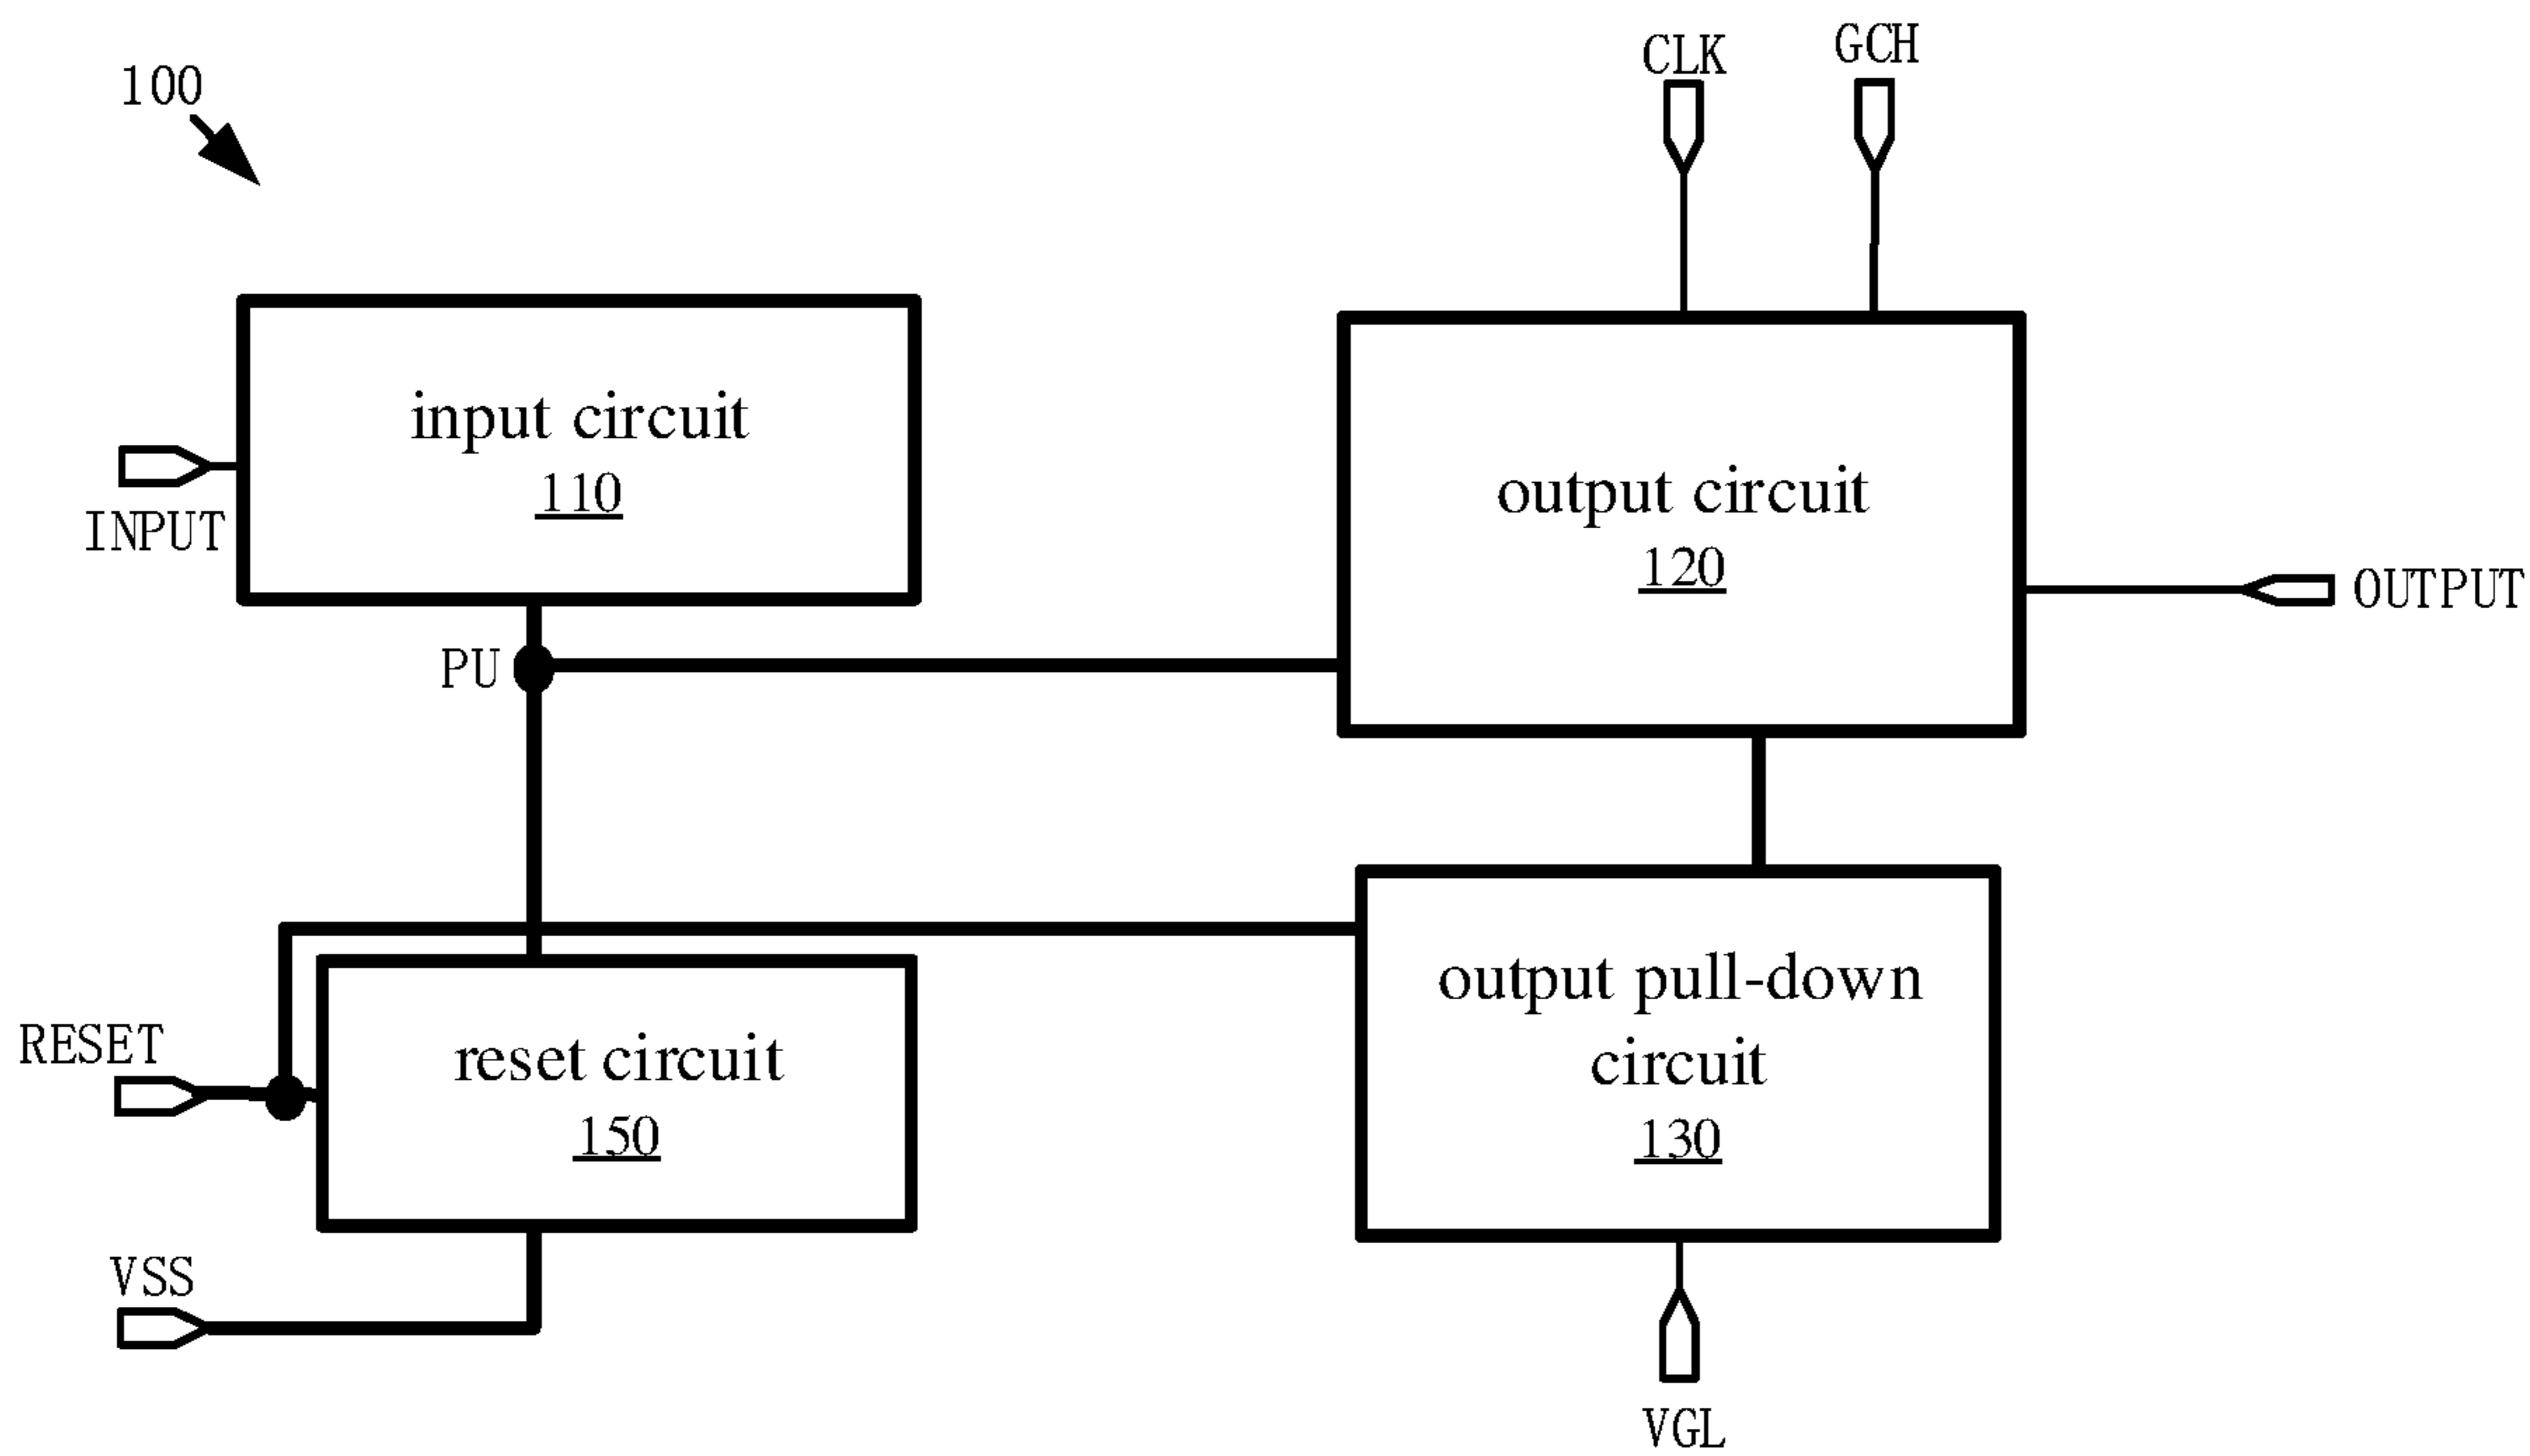 100
CLK
GCH
input circuit
110
INPUT
output circuit
120
OUTPUT
PU
RESET
reset circuit
150
output pull-down
circuit
130
VSS
VGL